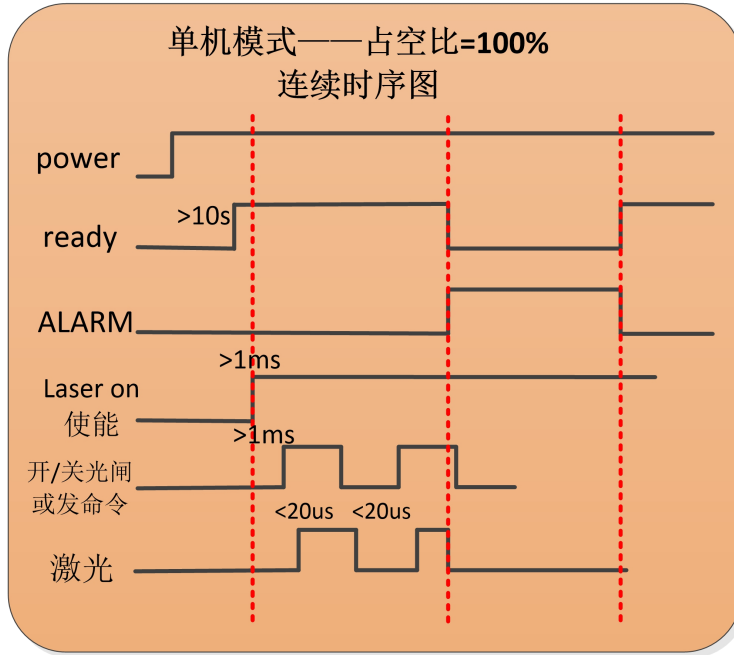 单机模式——占空比=100%
连续时序图
power
>10s
ready
ALARM
>1ms
Laser on
使能
>1ms
开/关光闸
或发命令
<20us <20us
激光